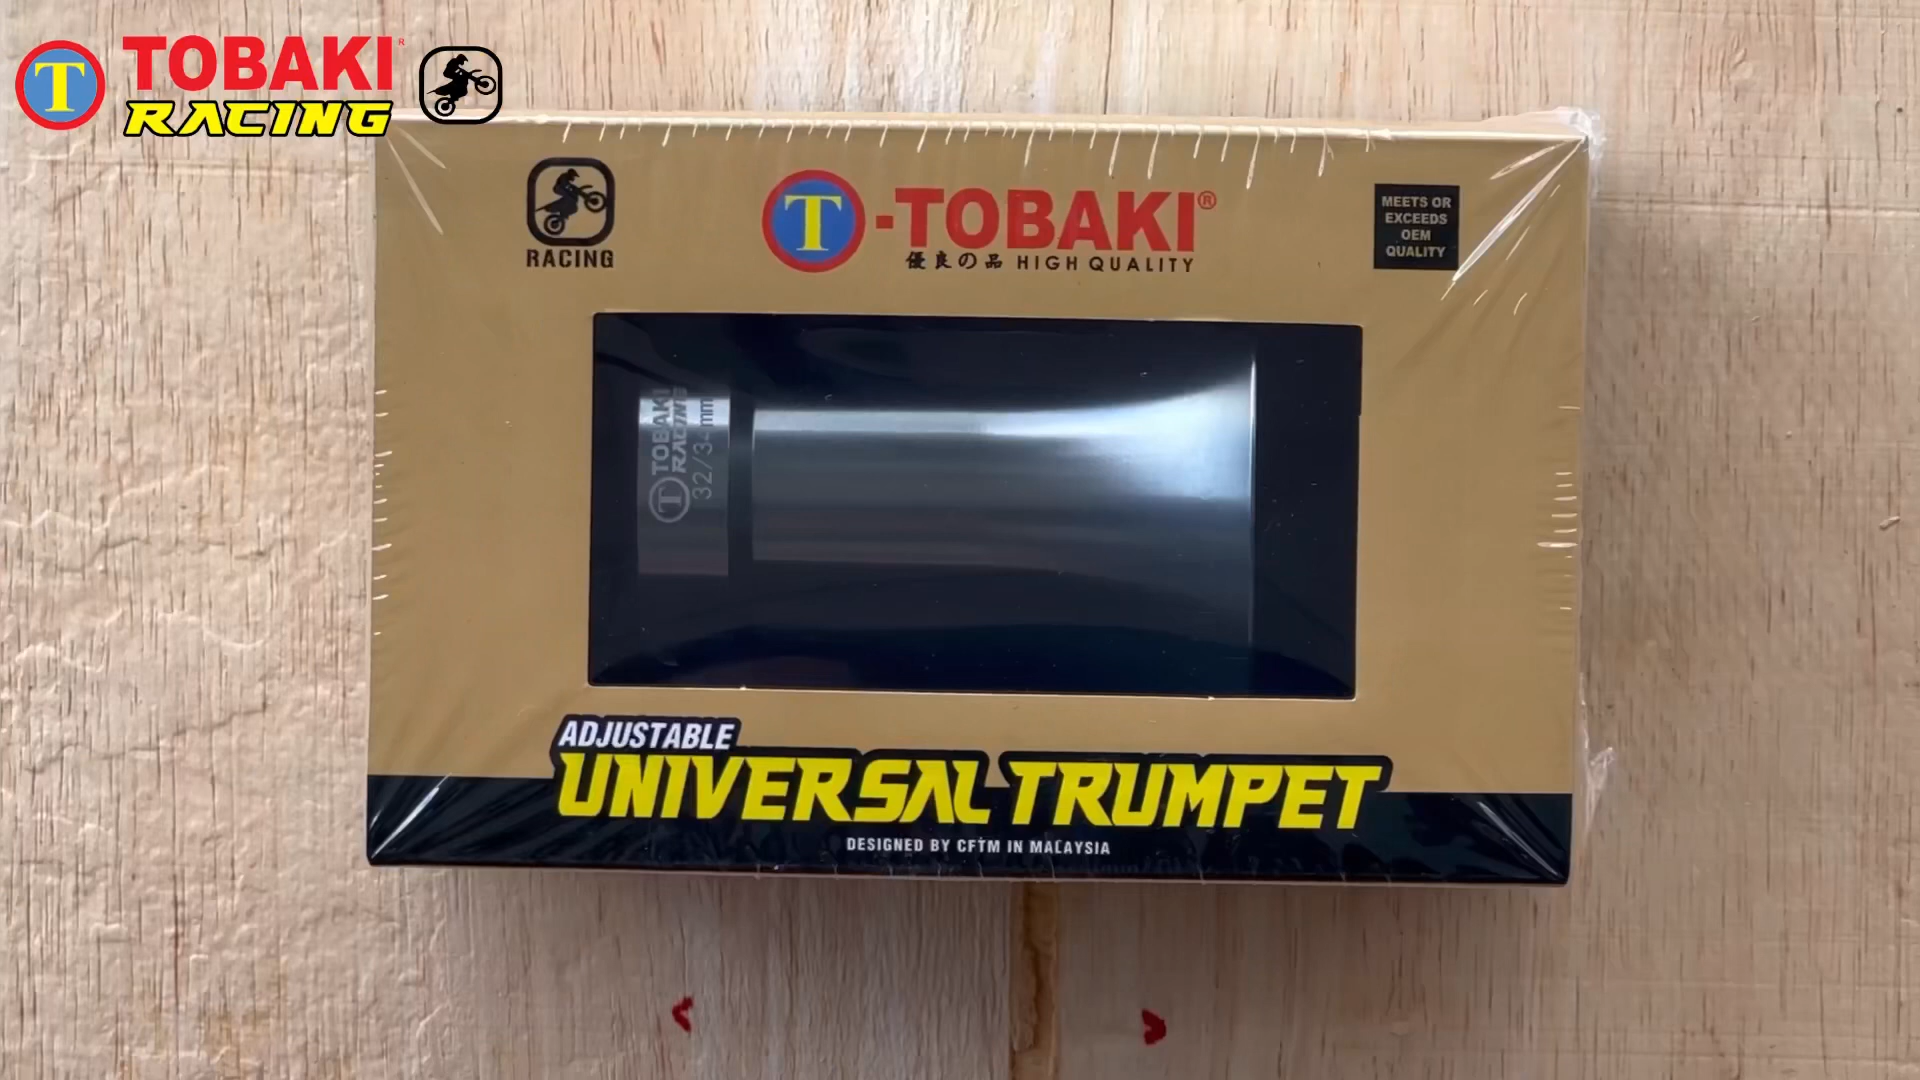 T TOBAKI®
RACING
RACING
T-TOBAKI®
優良の品 HIGH QUALITY
MEETS OR
EXCEEDS
OEM
QUALITY
T TOBAKI
RACING
32/34mm
ADJUSTABLE
UNIVERSAL TRUMPET
DESIGNED BY CFTM IN MALAYSIA